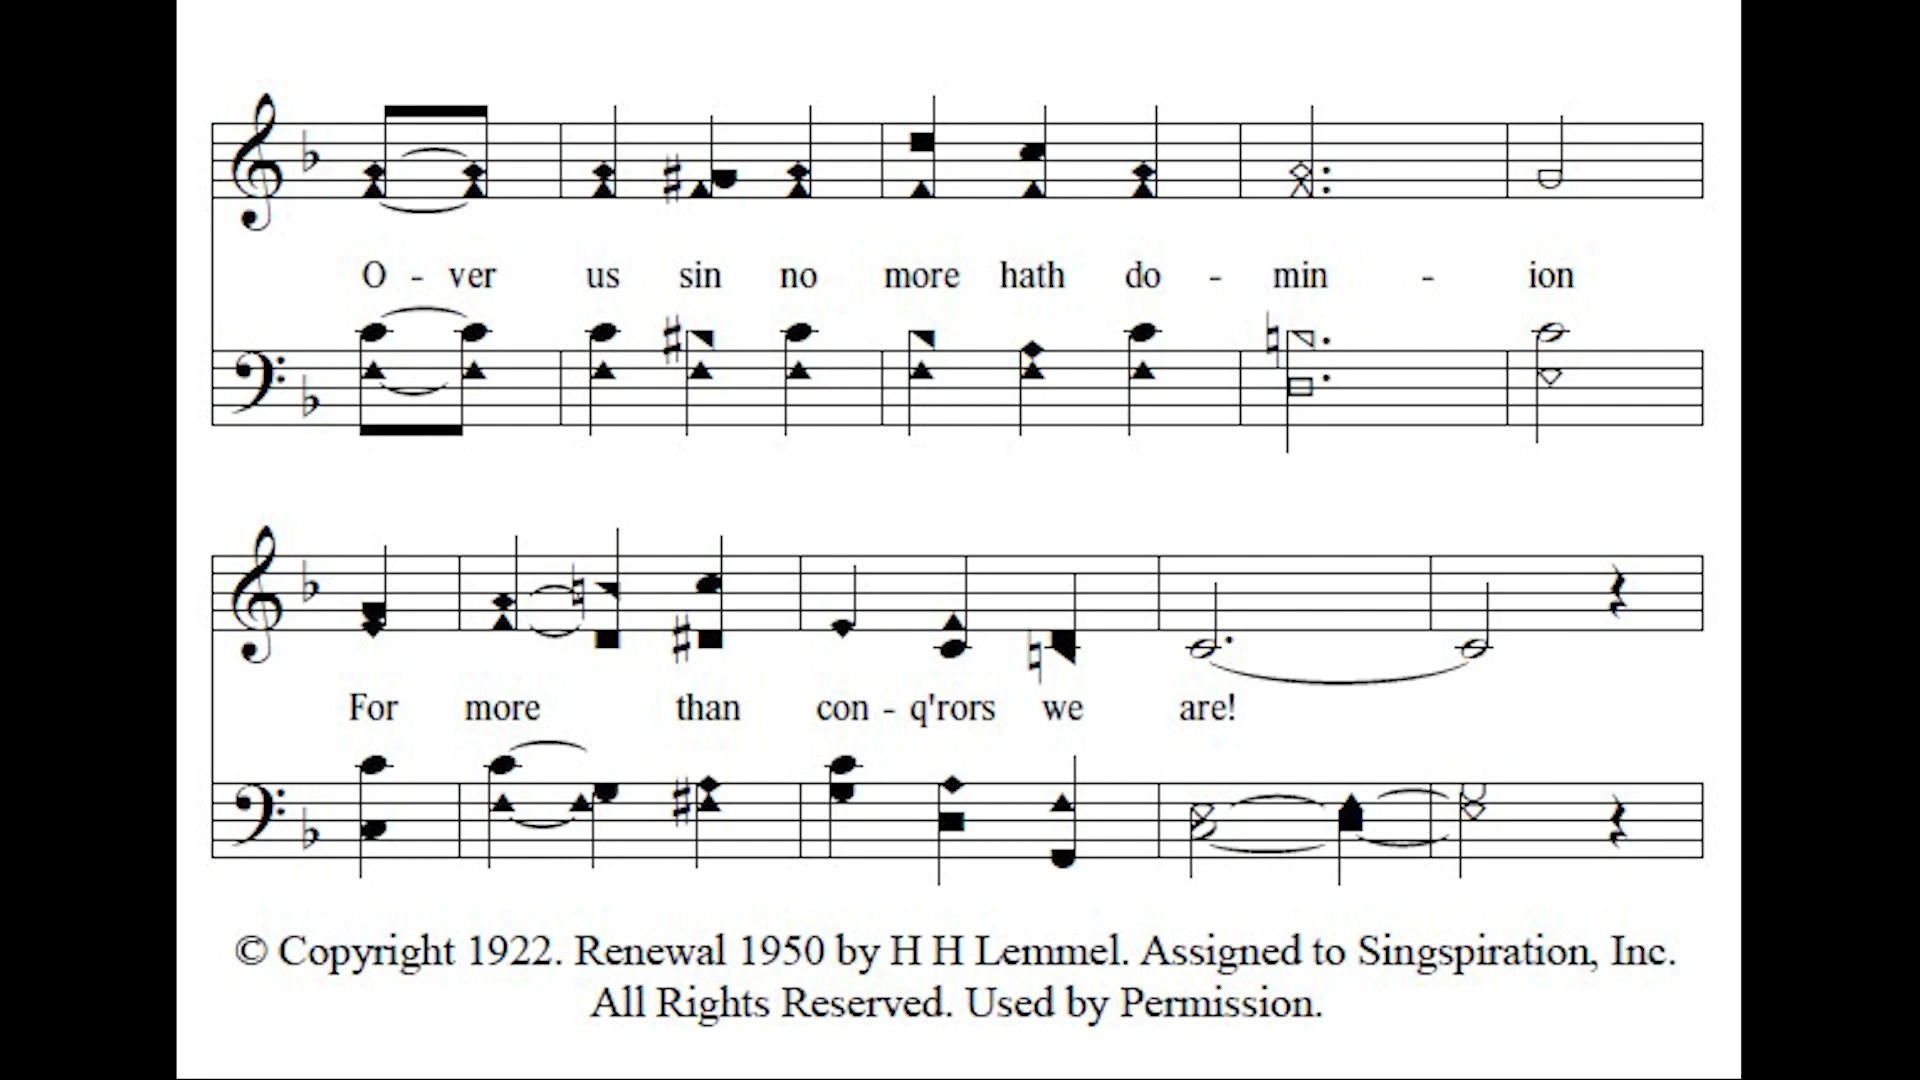 O - ver us sin no more hath do - min - ion
For more than con - q'rors we are!
© Copyright 1922. Renewal 1950 by H H Lemmel. Assigned to Singspiration, Inc.
All Rights Reserved. Used by Permission.